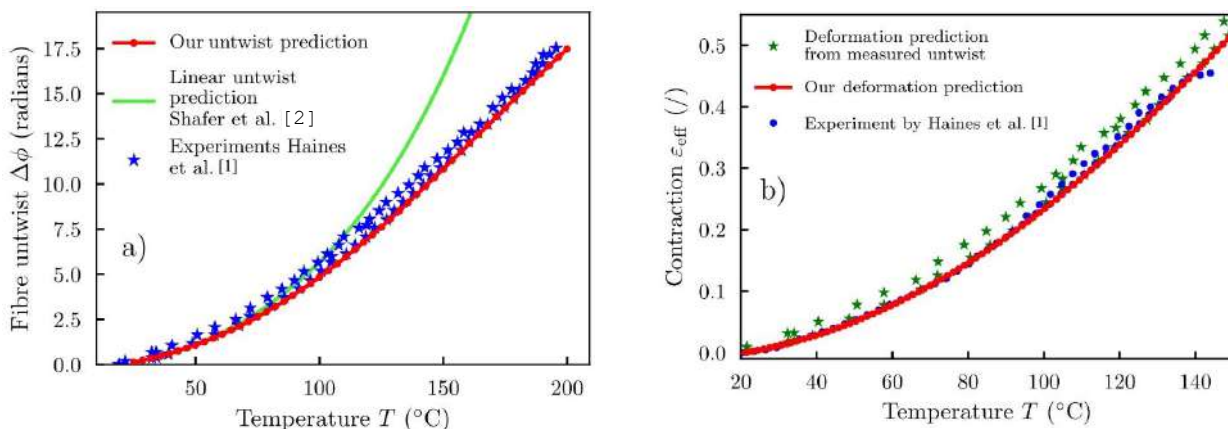 Fibre untwist Δϕ (radians)
17.5
15.0
12.5
10.0
7.5
5.0
2.5
0.0
Our untwist prediction
Linear untwist
prediction
Shafer et al. [2]
Experiments Haines
et al. [1]
a)
50
100
150
200
Temperature T (°C)
Contraction ε_eff (/)
0.5
0.4
0.3
0.2
0.1
0.0
Deformation prediction
from measured untwist
Our deformation prediction
Experiment by Haines et al. [1]
b)
20
40
60
80
100
120
140
Temperature T (°C)